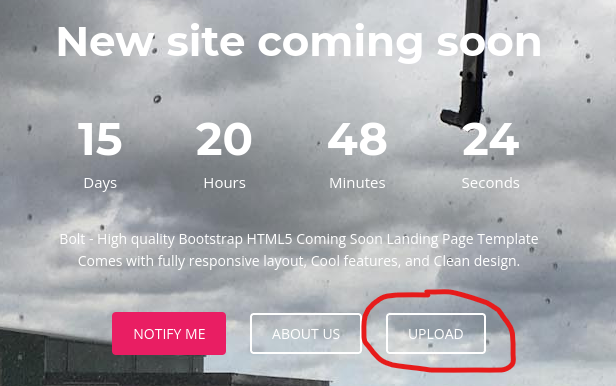 New site coming soon
15 20 48 24
Days Hours Minutes Seconds
Bolt - High quality Bootstrap HTML5 Coming Soon Landing Page Template
Comes with fully responsive layout, Cool features, and Clean design.
NOTIFY ME ABOUT US UPLOAD